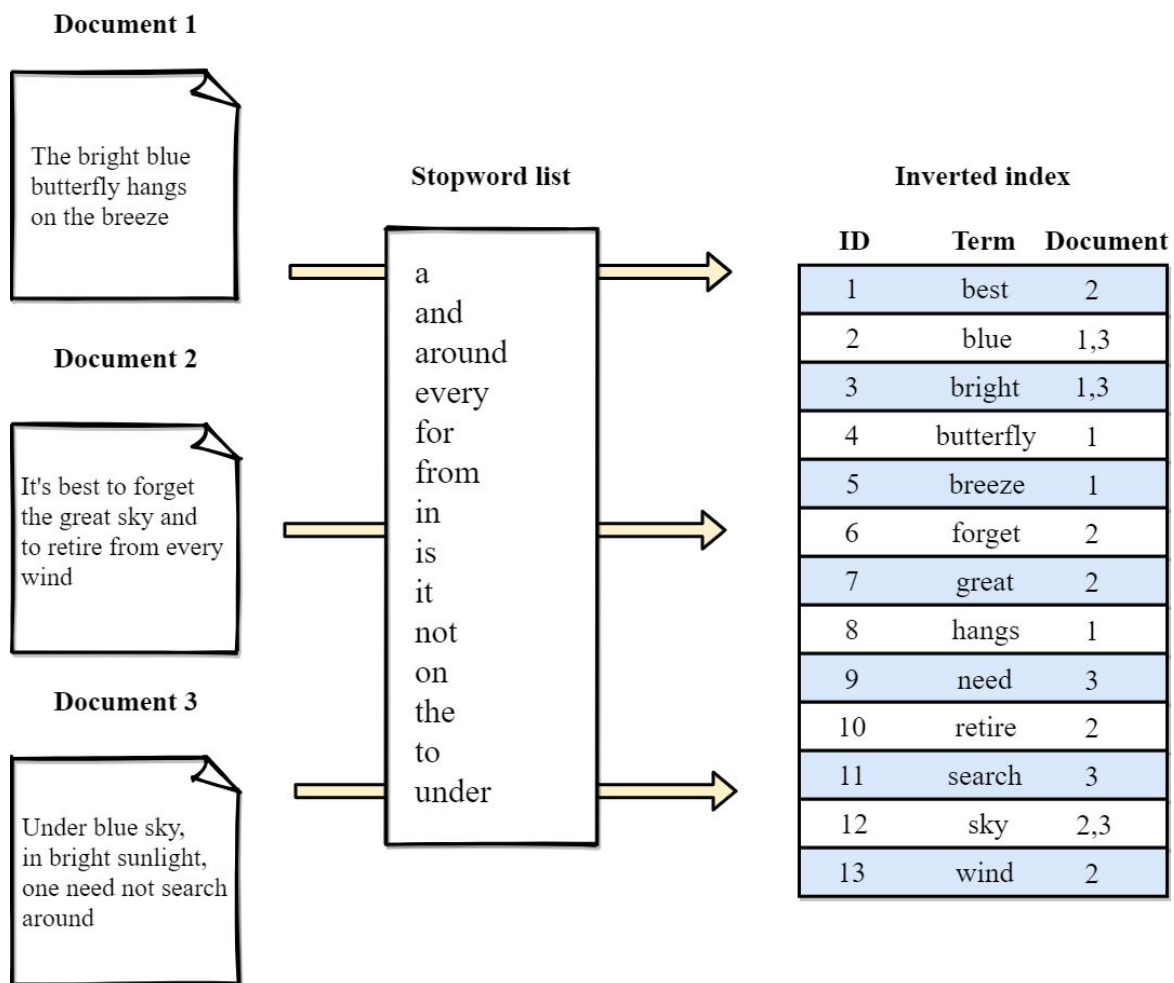 Document 1
The bright blue
butterfly hangs
on the breeze
Document 2
It's best to forget
the great sky and
to retire from every
wind
Document 3
Under blue sky,
in bright sunlight,
one need not search
around
Stopword list
a
and
around
every
for
from
in
is
it
not
on
the
to
under
Inverted index
ID Term Document
1 best 2
2 blue 1,3
3 bright 1,3
4 butterfly 1
5 breeze 1
6 forget 2
7 great 2
8 hangs 1
9 need 3
10 retire 2
11 search 3
12 sky 2,3
13 wind 2